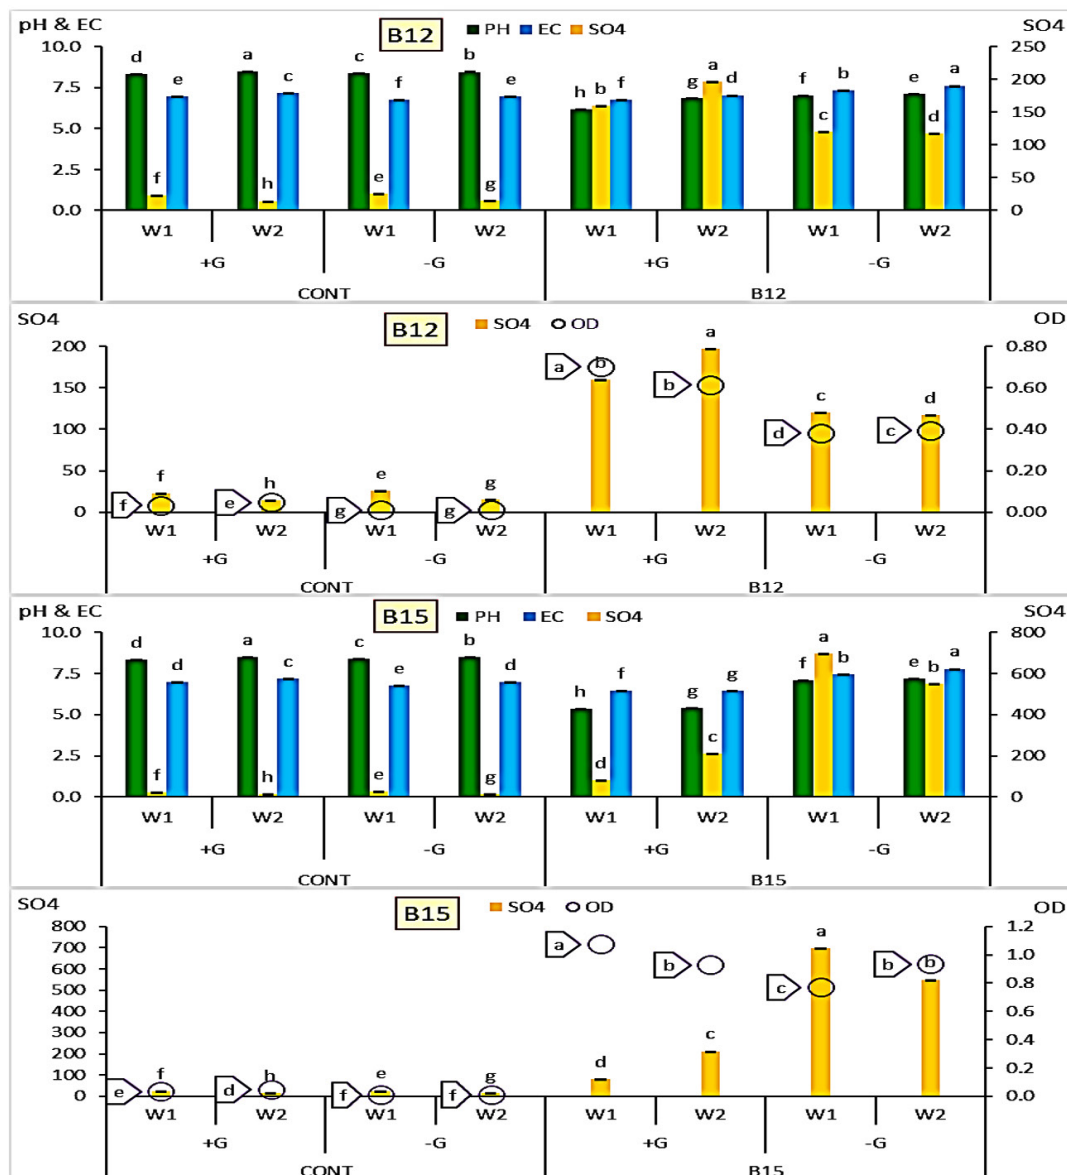 pH & EC B12 PH EC SO4 SO4
10.0 d a c b a 250
e c f e h b f g d f b e a 200
7.5 150
5.0 c d 100
2.5 f h e g 50
0.0 0
W1 W2 W1 W2 W1 W2 W1 W2
+G -G +G -G
CONT B12
SO4 B12 SO4 OD OD
200 a b a 0.80
150 b c d 0.60
100 d c 0.40
50 f h e g 0.20
0 f e g g 0.00
W1 W2 W1 W2 W1 W2 W1 W2
+G -G +G -G
CONT B12
pH & EC B15 PH EC SO4 SO4
10.0 d a c b a a 800
7.5 d c e d f g f b e b 600
5.0 h g 400
2.5 f h e g d c 200
0.0 0
W1 W2 W1 W2 W1 W2 W1 W2
+G -G +G -G
CONT B15
SO4 B15 SO4 OD OD
800 a a 1.2
700 1.0
600 b b b
500 c 0.8
400 0.6
300 c 0.4
200 d 0.2
100 f h e g
0 e d f f 0.0
W1 W2 W1 W2 W1 W2 W1 W2
+G -G +G -G
CONT B15